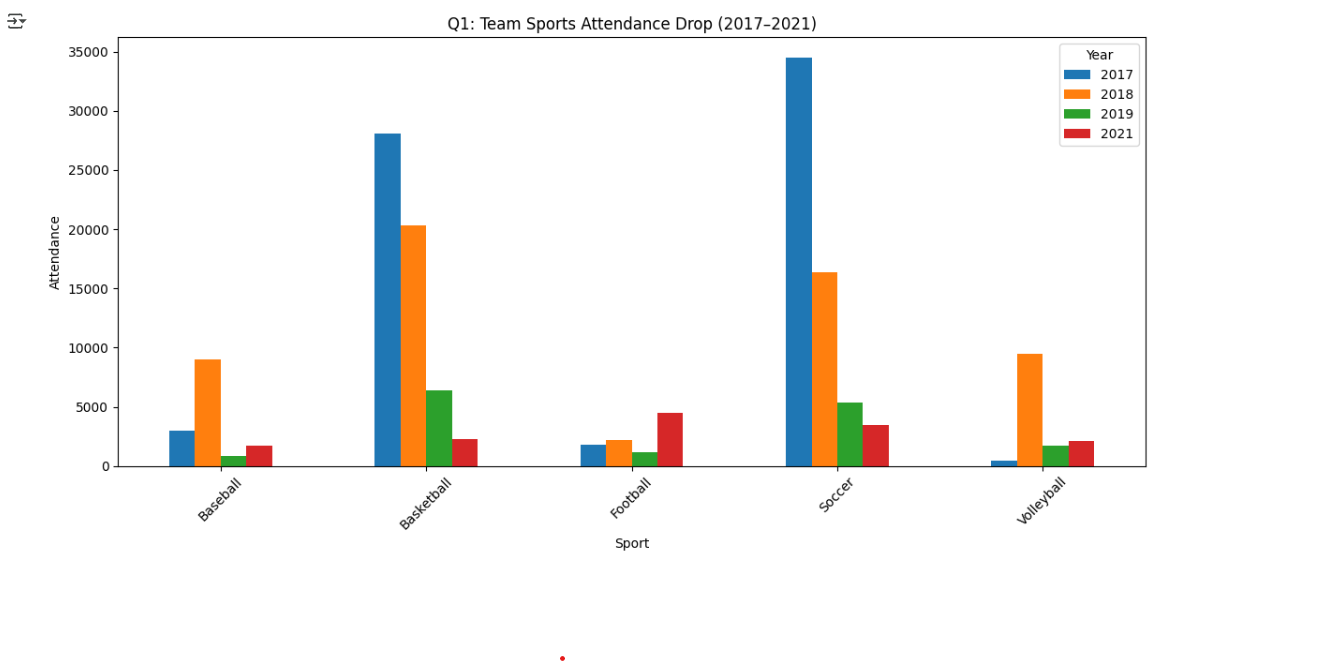 Q1: Team Sports Attendance Drop (2017–2021)
Year
2017
2018
2019
2021
35000
30000
25000
20000
15000
10000
5000
0
Attendance
Baseball
Basketball
Football
Soccer
Volleyball
Sport